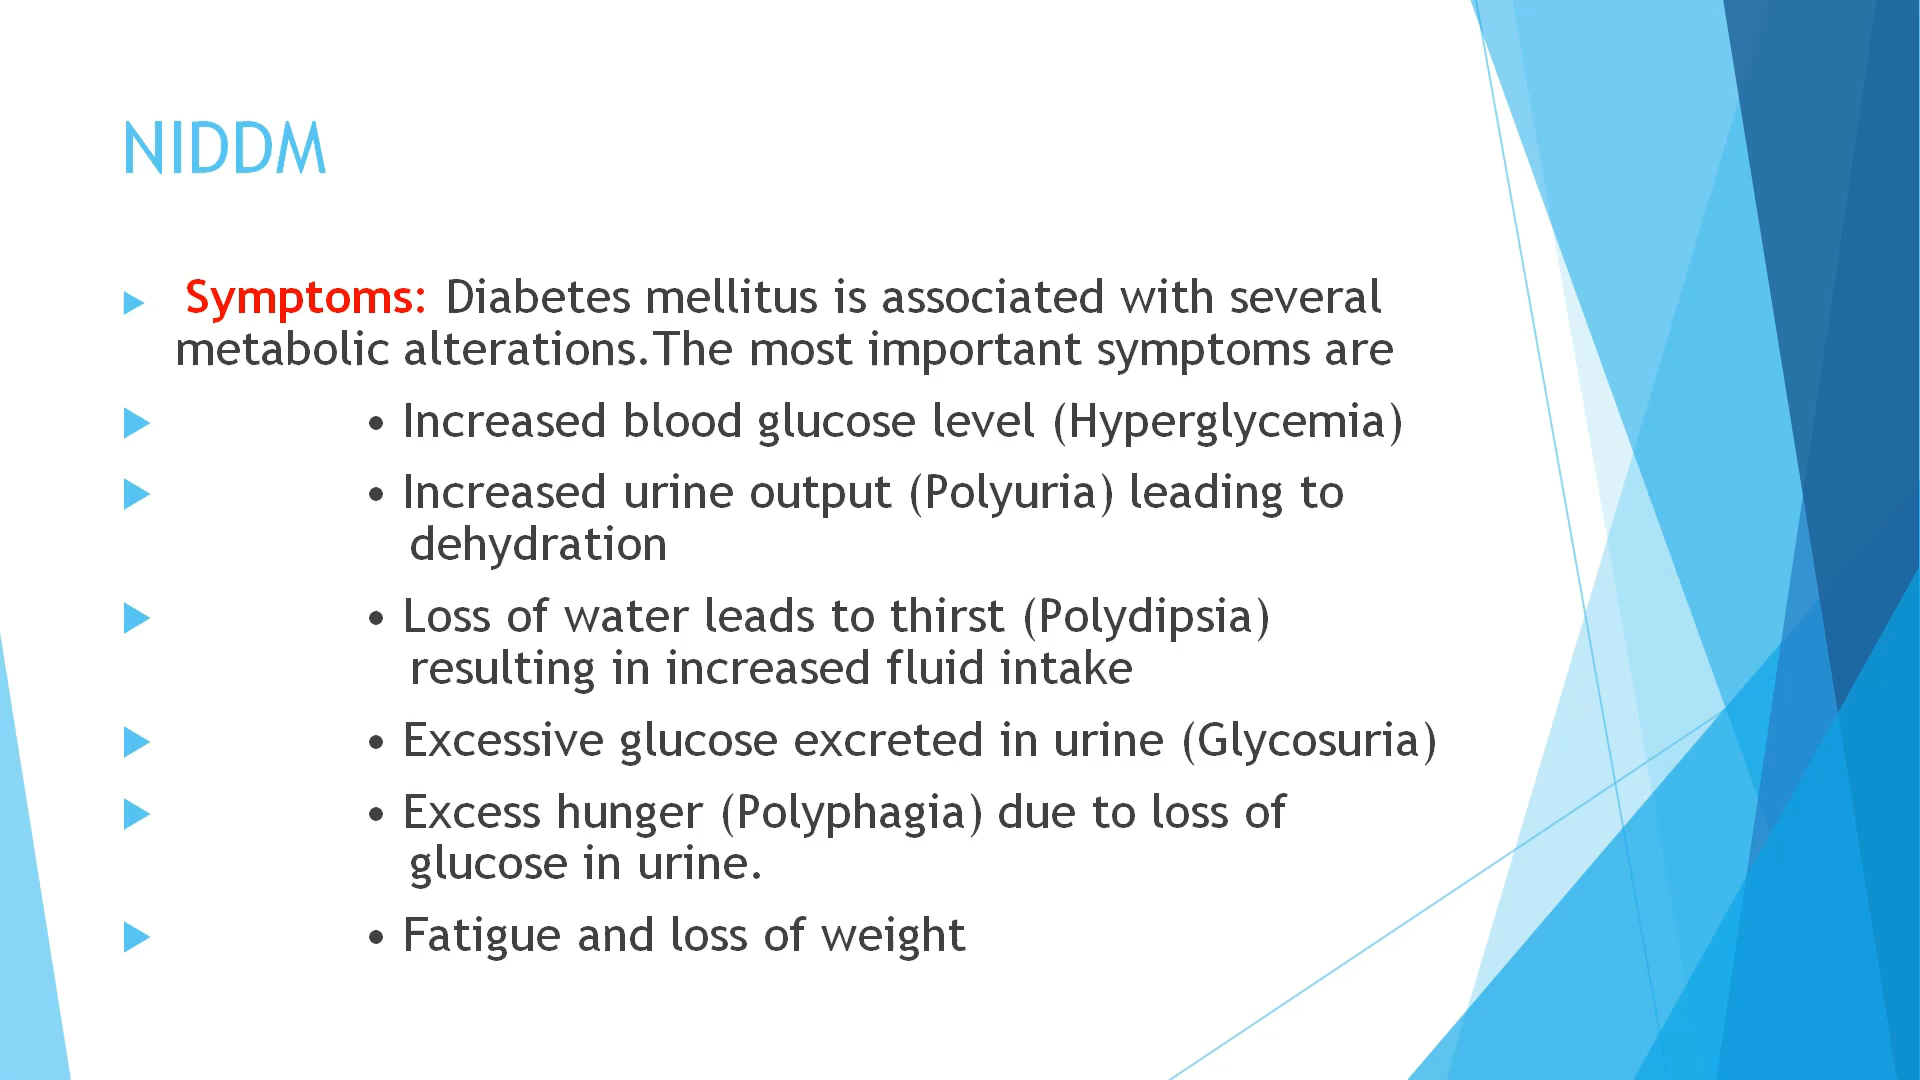 NIDDM
Symptoms: Diabetes mellitus is associated with several
metabolic alterations.The most important symptoms are
• Increased blood glucose level (Hyperglycemia)
• Increased urine output (Polyuria) leading to
dehydration
• Loss of water leads to thirst (Polydipsia)
resulting in increased fluid intake
• Excessive glucose excreted in urine (Glycosuria)
• Excess hunger (Polyphagia) due to loss of
glucose in urine.
• Fatigue and loss of weight